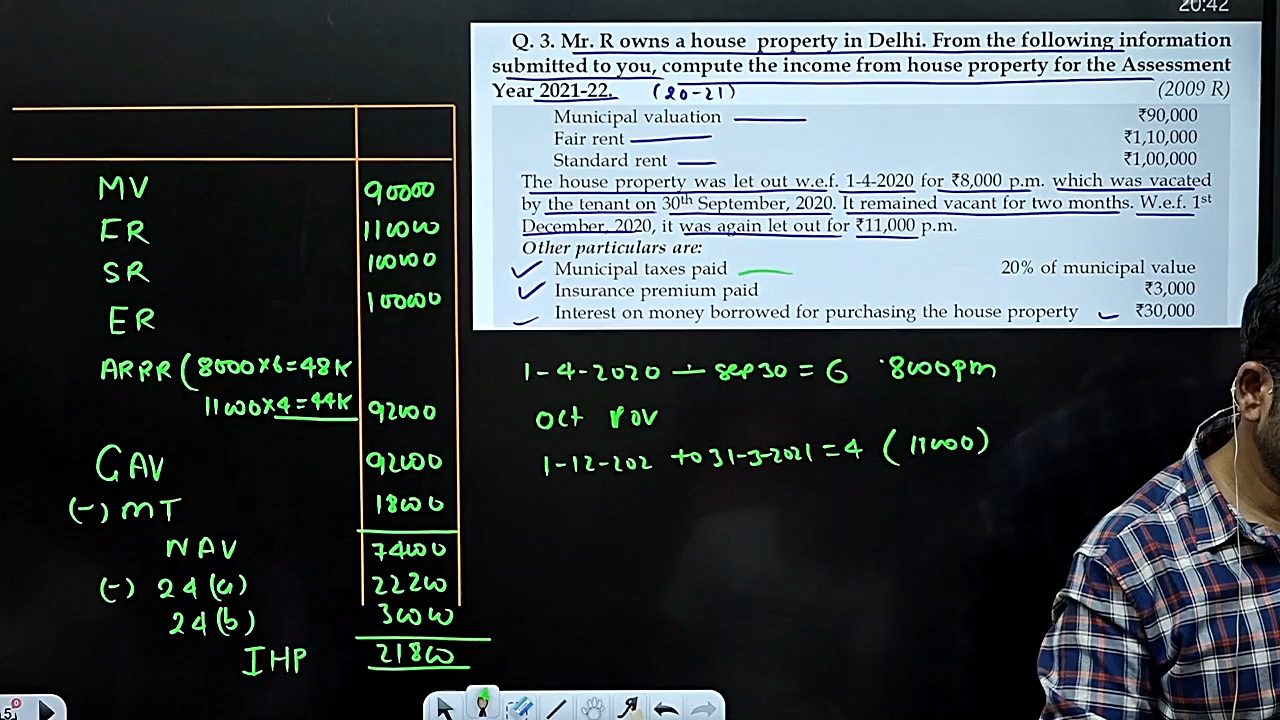 20:42
Q. 3. Mr. R owns a house property in Delhi. From the following information
submitted to you, compute the income from house property for the Assessment
Year 2021-22. (20-21) (2009 R)
Municipal valuation ₹90,000
Fair rent ₹1,10,000
Standard rent ₹1,00,000
The house property was let out w.e.f. 1-4-2020 for ₹8,000 p.m. which was vacated
by the tenant on 30th September, 2020. It remained vacant for two months. W.e.f. 1st
December, 2020, it was again let out for ₹11,000 p.m.
Other particulars are:
Municipal taxes paid 20% of municipal value
Insurance premium paid ₹3,000
Interest on money borrowed for purchasing the house property ₹30,000
MV 90000
FR 110000
SR 100000
ER 100000
ARRR (8000×6=48K
11000×4=44K 92000
GAV 92000
(-) MT 18000
NAV 74000
(-) 24(a) 22200
24(b) 30000
IHP 21800
1-4-2020 – sep30 = 6 8000pm
Oct Nov
1-12-202 to 31-3-2021 = 4 (11000)